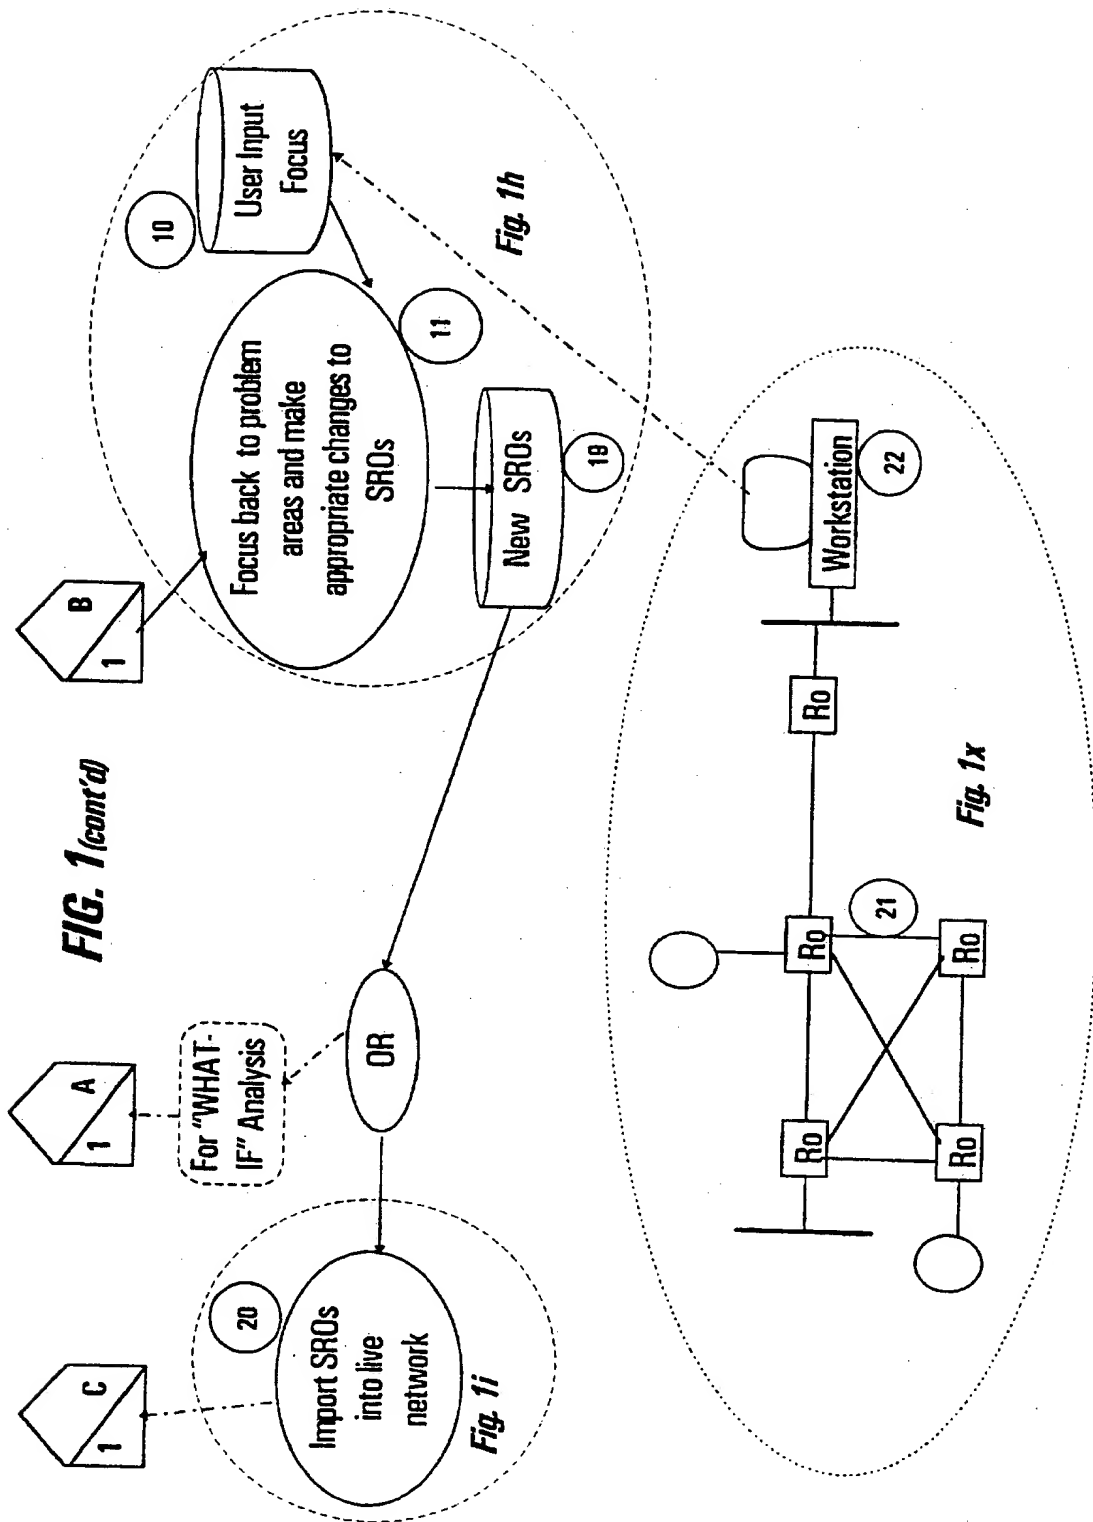 FIG. 1 (cont'd)
1 C
1 A
1 B
20
Import SROs
into live
network
Fig. 1i
For "WHAT-
IF" Analysis
OR
10
User Input
Focus
Focus back to problem
areas and make
appropriate changes to
SROs
11
New SROs
19
Fig. 1h
Ro
Ro
Ro
Ro
Ro
21
Workstation
22
Fig. 1x